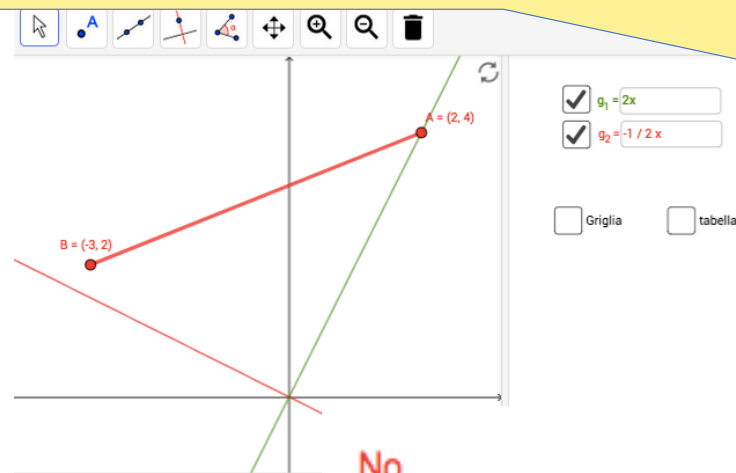 A
α
g1 = 2x
A = (2, 4)
g2 = -1 / 2 x
Griglia tabella
B = (-3, 2)
No